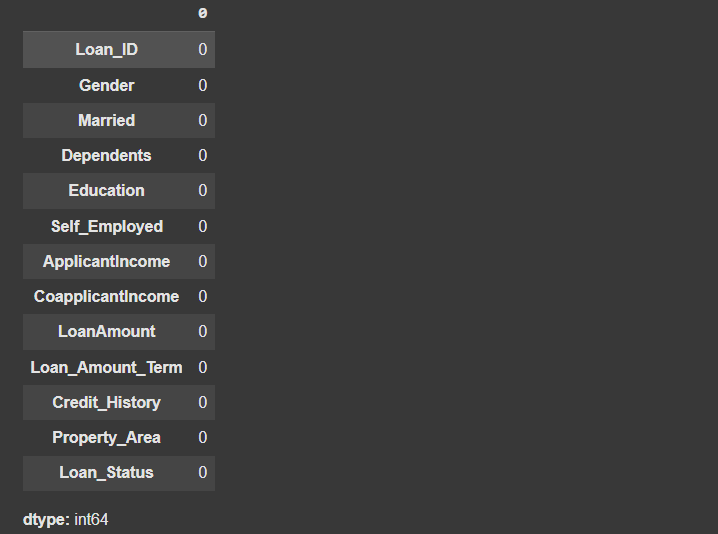 0
Loan_ID 0
Gender 0
Married 0
Dependents 0
Education 0
Self_Employed 0
ApplicantIncome 0
CoapplicantIncome 0
LoanAmount 0
Loan_Amount_Term 0
Credit_History 0
Property_Area 0
Loan_Status 0
dtype: int64